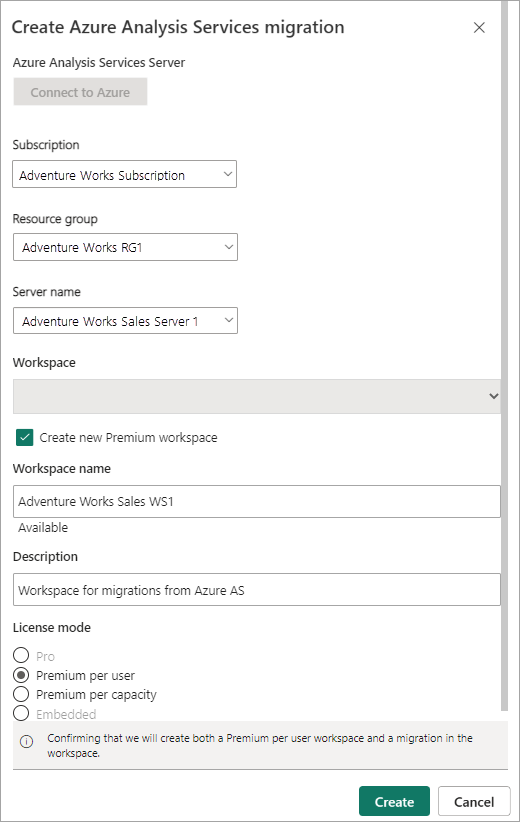 Create Azure Analysis Services migration
Azure Analysis Services Server
Connect to Azure
Subscription
Adventure Works Subscription
Resource group
Adventure Works RG1
Server name
Adventure Works Sales Server 1
Workspace
Create new Premium workspace
Workspace name
Adventure Works Sales WS1
Available
Description
Workspace for migrations from Azure AS
License mode
Pro
Premium per user
Premium per capacity
Embedded
Confirming that we will create both a Premium per user workspace and a migration in the
workspace.
Create
Cancel